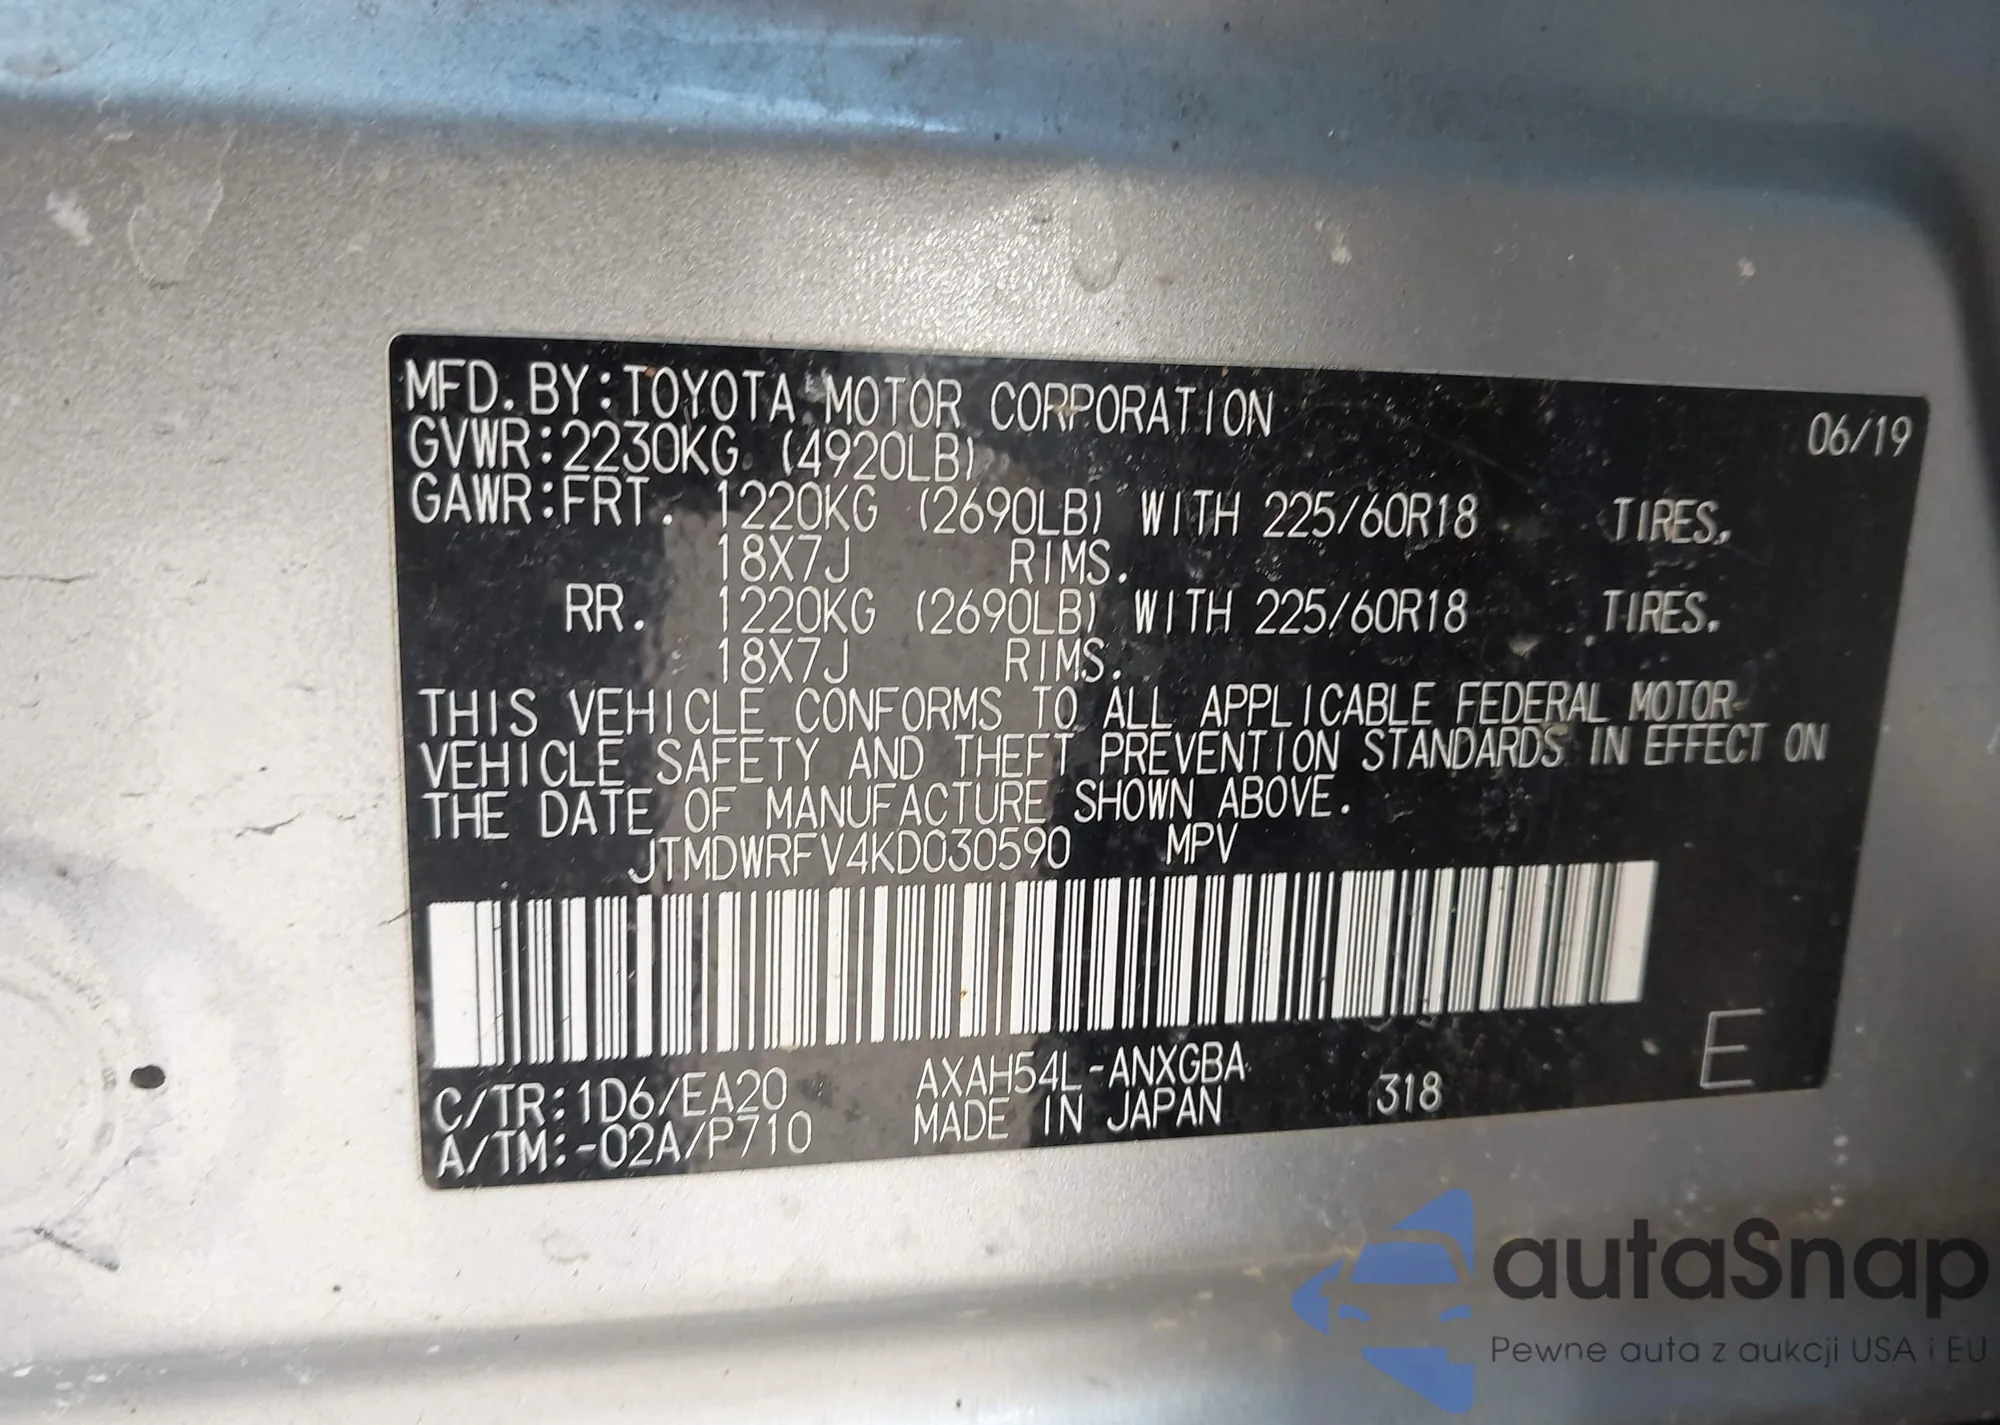 MFD. BY:TOYOTA MOTOR CORPORATION 06/19
GVWR:2230KG (4920LB)
GAWR:FRT. 1220KG (2690LB) WITH 225/60R18 TIRES,
18X7J RIMS.
RR. 1220KG (2690LB) WITH 225/60R18 TIRES.
18X7J RIMS.
THIS VEHICLE CONFORMS TO ALL APPLICABLE FEDERAL MOTOR
VEHICLE SAFETY AND THEFT PREVENTION STANDARDS IN EFFECT ON
THE DATE OF MANUFACTURE SHOWN ABOVE.
JTMDWRFV4KD030590 MPV
C/TR:1D6/EA20 AXAH54L-ANXGBA
A/TM:-02A/P710 MADE IN JAPAN 318 E
autaSnap
Pewne auta z aukcji USA i EU